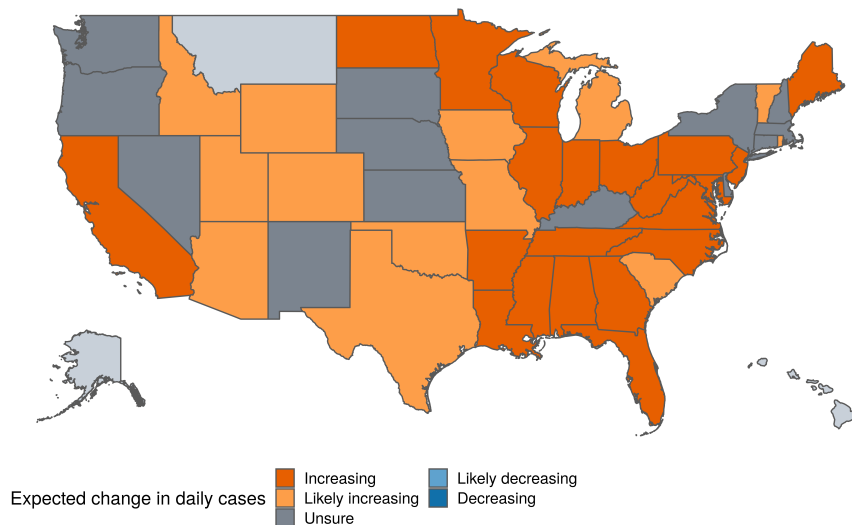 Expected change in daily cases
Increasing
Likely increasing
Unsure
Likely decreasing
Decreasing